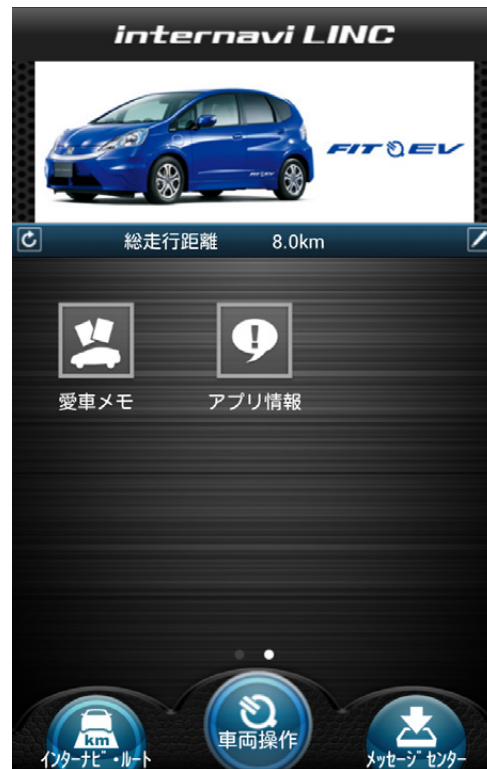 internavi LINC
FIT EV
総走行距離 8.0km
愛車メモ アプリ情報
km 車両操作
インターナビ・ルート メッセージセンター